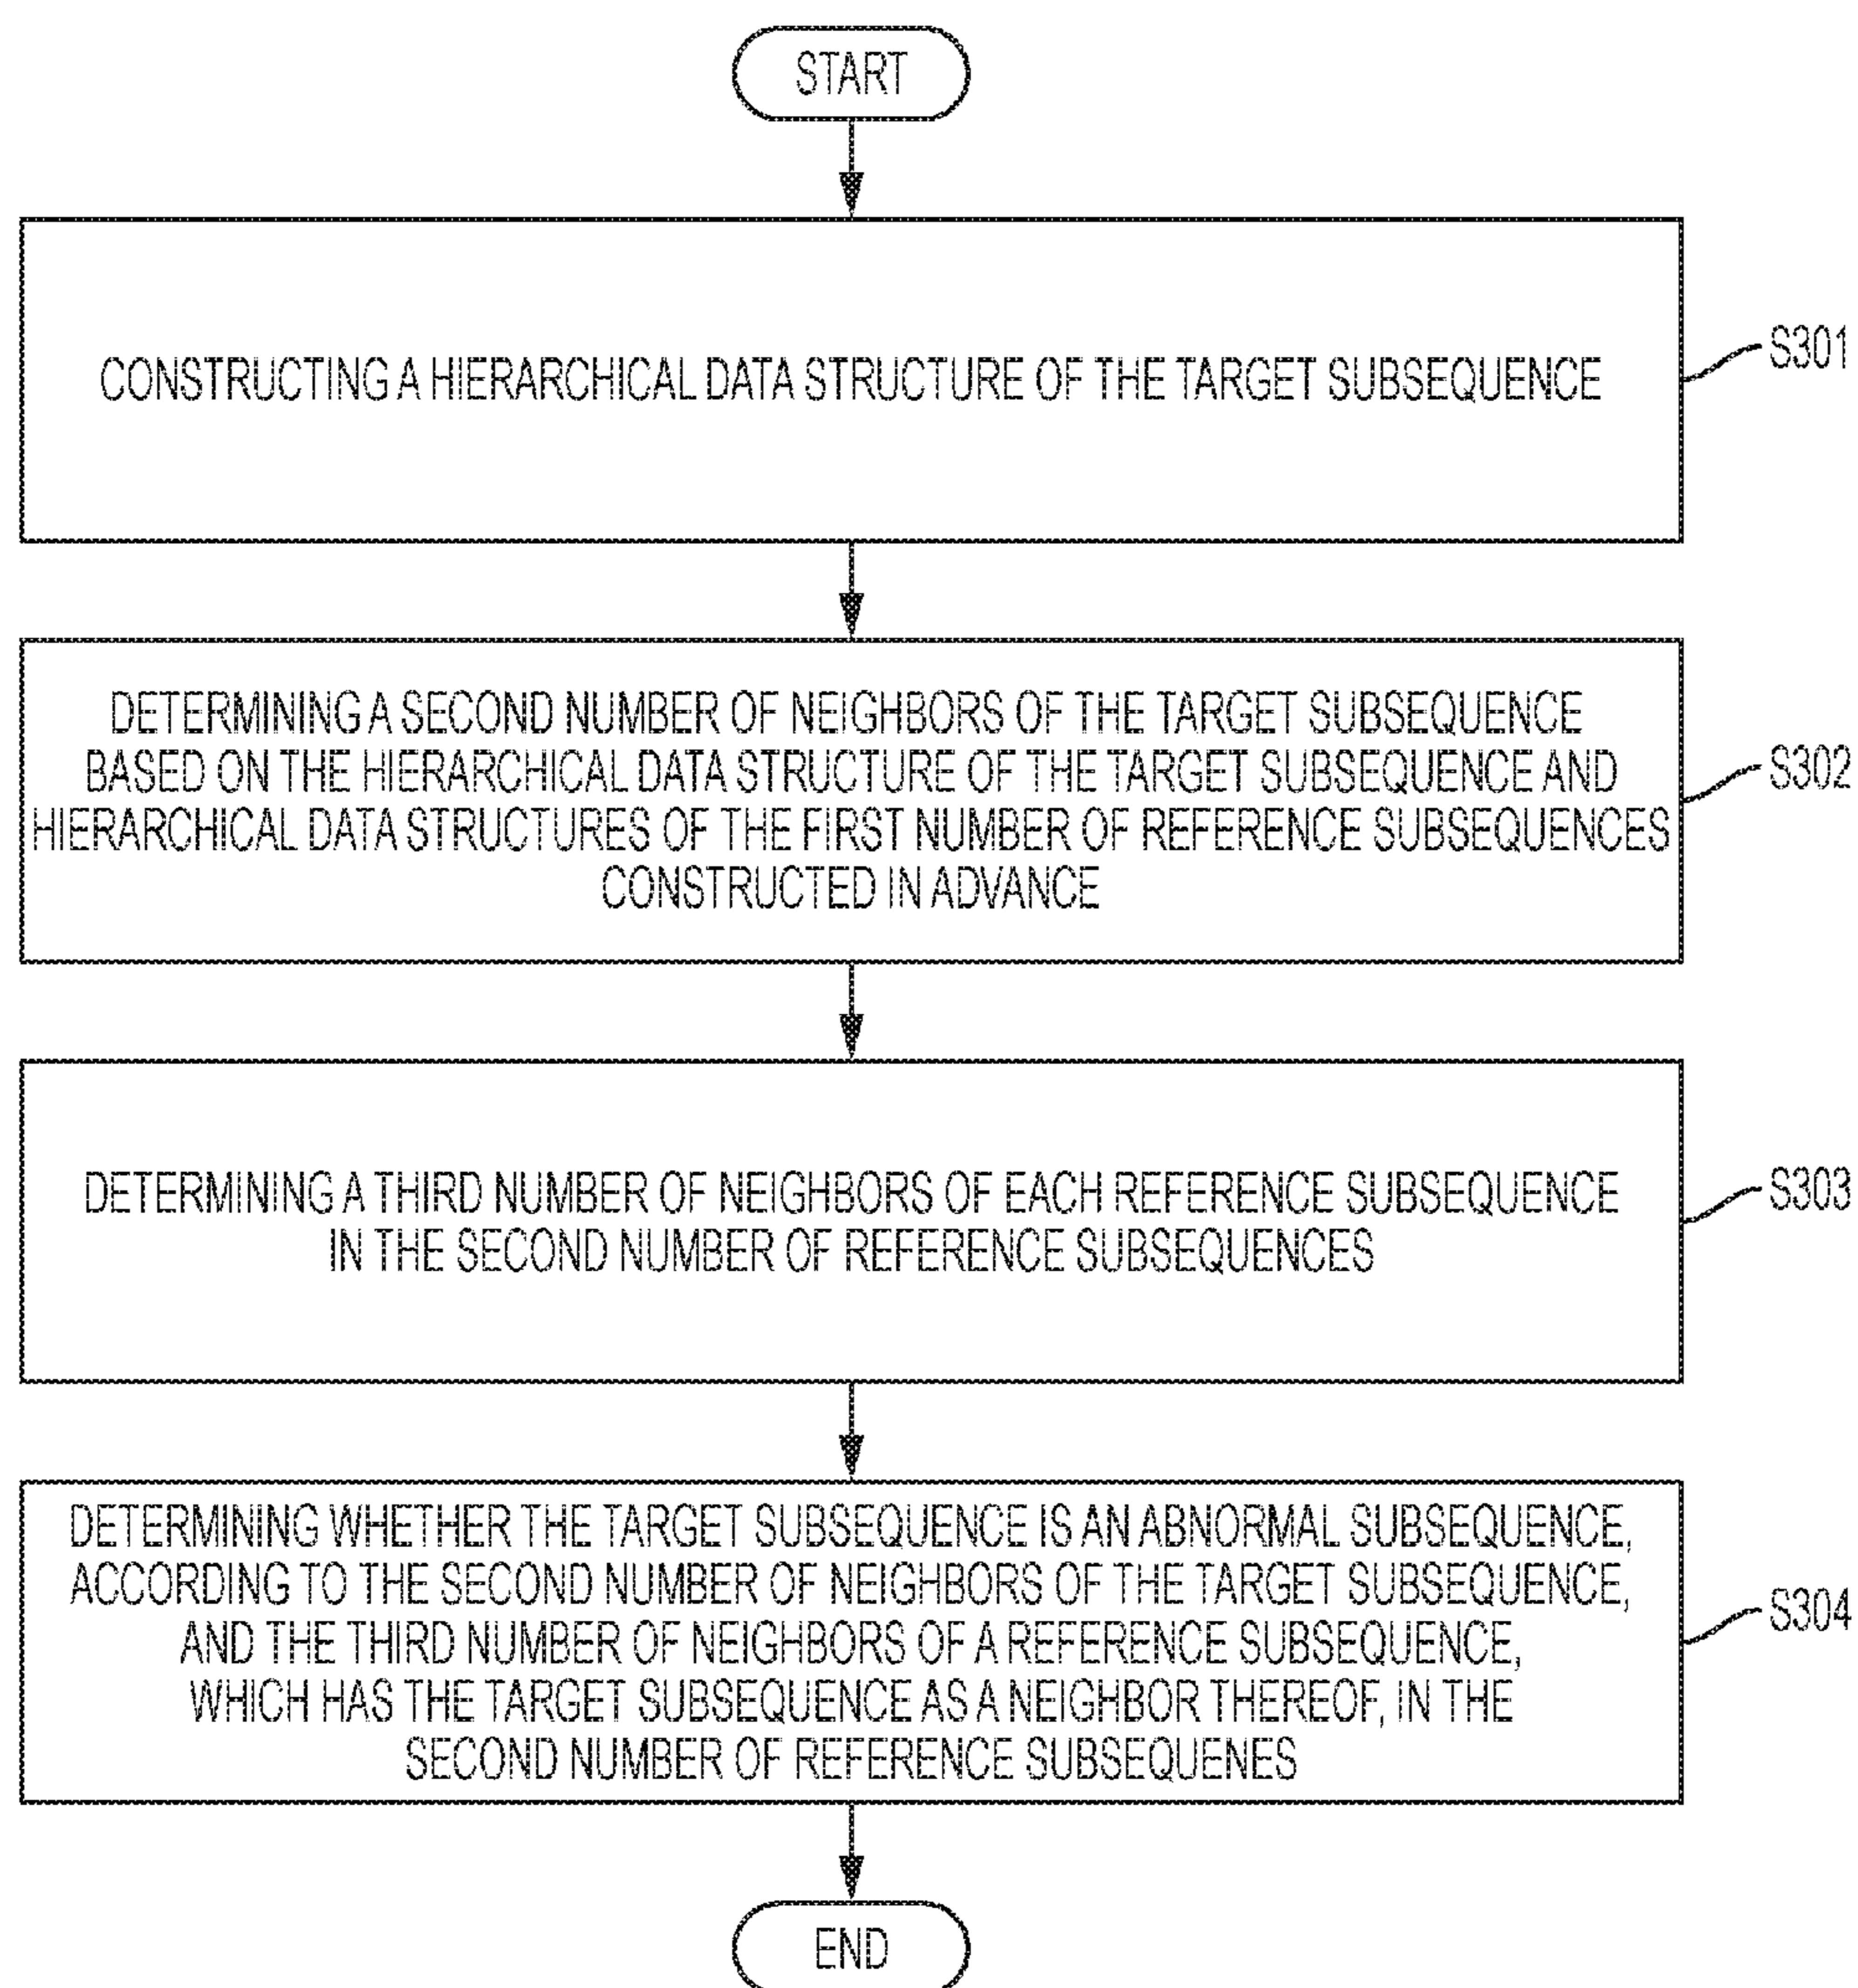 START
CONSTRUCTING A HIERARCHICAL DATA STRUCTURE OF THE TARGET SUBSEQUENCE
S301
DETERMINING A SECOND NUMBER OF NEIGHBORS OF THE TARGET SUBSEQUENCE
BASED ON THE HIERARCHICAL DATA STRUCTURE OF THE TARGET SUBSEQUENCE AND
HIERARCHICAL DATA STRUCTURES OF THE FIRST NUMBER OF REFERENCE SUBSEQUENCES
CONSTRUCTED IN ADVANCE
S302
DETERMINING A THIRD NUMBER OF NEIGHBORS OF EACH REFERENCE SUBSEQUENCE
IN THE SECOND NUMBER OF REFERENCE SUBSEQUENCES
S303
DETERMINING WHETHER THE TARGET SUBSEQUENCE IS AN ABNORMAL SUBSEQUENCE,
ACCORDING TO THE SECOND NUMBER OF NEIGHBORS OF THE TARGET SUBSEQUENCE,
AND THE THIRD NUMBER OF NEIGHBORS OF A REFERENCE SUBSEQUENCE,
WHICH HAS THE TARGET SUBSEQUENCE AS A NEIGHBOR THEREOF, IN THE
SECOND NUMBER OF REFERENCE SUBSEQUENES
S304
END